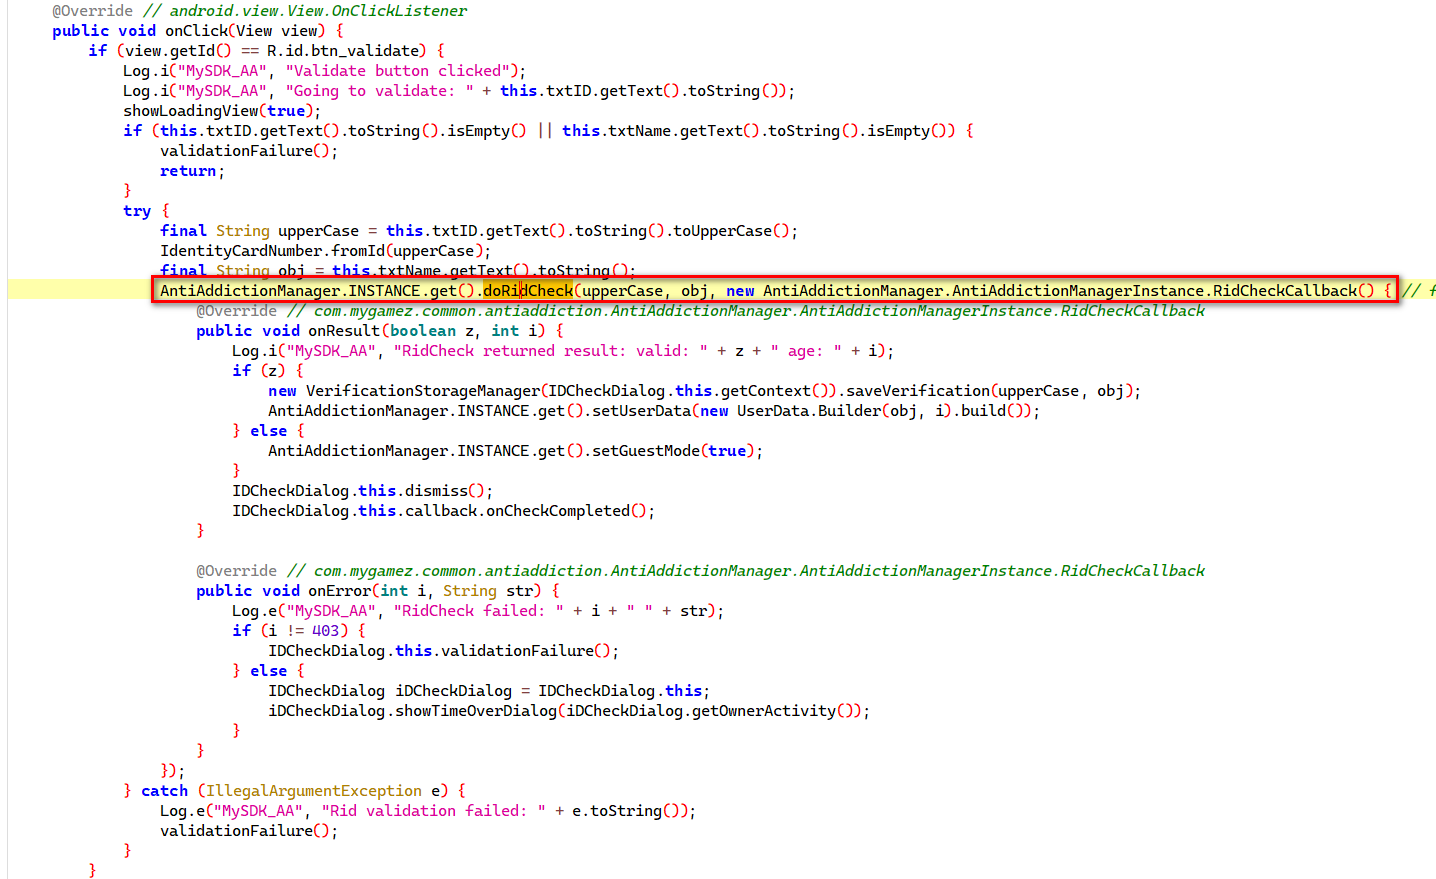 @Override // android.view.View.OnClickListener
public void onClick(View view) {
if (view.getId() == R.id.btn_validate) {
Log.i("MySDK_AA", "Validate button clicked");
Log.i("MySDK_AA", "Going to validate: " + this.txtID.getText().toString());
showLoadingView(true);
if (this.txtID.getText().toString().isEmpty() || this.txtName.getText().toString().isEmpty()) {
validationFailure();
return;
}
try {
final String upperCase = this.txtID.getText().toString().toUpperCase();
IdentityCardNumber.fromId(upperCase);
final String obj = this.txtName.getText().toString();
AntiAddictionManager.INSTANCE.get().doRidCheck(upperCase, obj, new AntiAddictionManager.AntiAddictionManagerInstance.RidCheckCallback() { // f
@Override // com.mygamez.common.antiaddiction.AntiAddictionManager.AntiAddictionManagerInstance.RidCheckCallback
public void onResult(boolean z, int i) {
Log.i("MySDK_AA", "RidCheck returned result: valid: " + z + " age: " + i);
if (z) {
new VerificationStorageManager(IDCheckDialog.this.getContext()).saveVerification(upperCase, obj);
AntiAddictionManager.INSTANCE.get().setUserData(new UserData.Builder(obj, i).build());
} else {
AntiAddictionManager.INSTANCE.get().setGuestMode(true);
}
IDCheckDialog.this.dismiss();
IDCheckDialog.this.callback.onCheckCompleted();
}
@Override // com.mygamez.common.antiaddiction.AntiAddictionManager.AntiAddictionManagerInstance.RidCheckCallback
public void onError(int i, String str) {
Log.e("MySDK_AA", "RidCheck failed: " + i + " " + str);
if (i != 403) {
IDCheckDialog.this.validationFailure();
} else {
IDCheckDialog iDCheckDialog = IDCheckDialog.this;
iDCheckDialog.showTimeOverDialog(iDCheckDialog.getOwnerActivity());
}
}
});
} catch (IllegalArgumentException e) {
Log.e("MySDK_AA", "Rid validation failed: " + e.toString());
validationFailure();
}
}